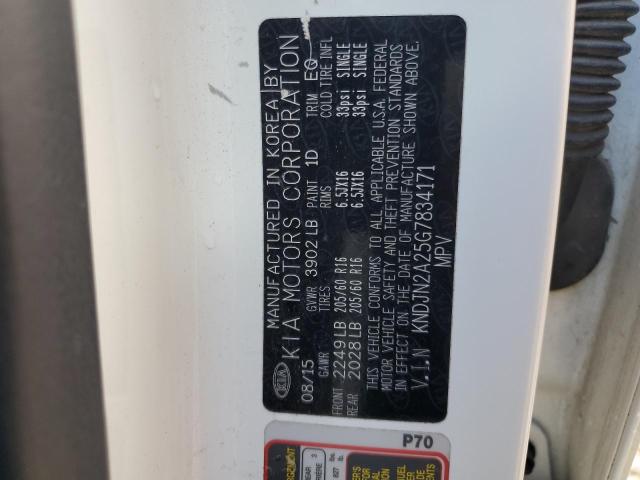 MANUFACTURED IN KOREA BY
KIA MOTORS CORPORATION
KIA
08/15 GVWR 3902 LB PAINT 1D TRIM EQ
GAWR TIRES RIMS COLD TIRE INFL
FRONT 2249 LB 205/60 R16 6.5JX16 33psi SINGLE
REAR 2028 LB 205/60 R16 6.5JX16 33psi SINGLE
THIS VEHICLE CONFORMS TO ALL APPLICABLE U.S.A. FEDERAL
MOTOR VEHICLE SAFETY AND THEFT PREVENTION STANDARDS
IN EFFECT ON THE DATE OF MANUFACTURE SHOWN ABOVE.
V.I.N KNDJN2A25G7834171
MPV
P70